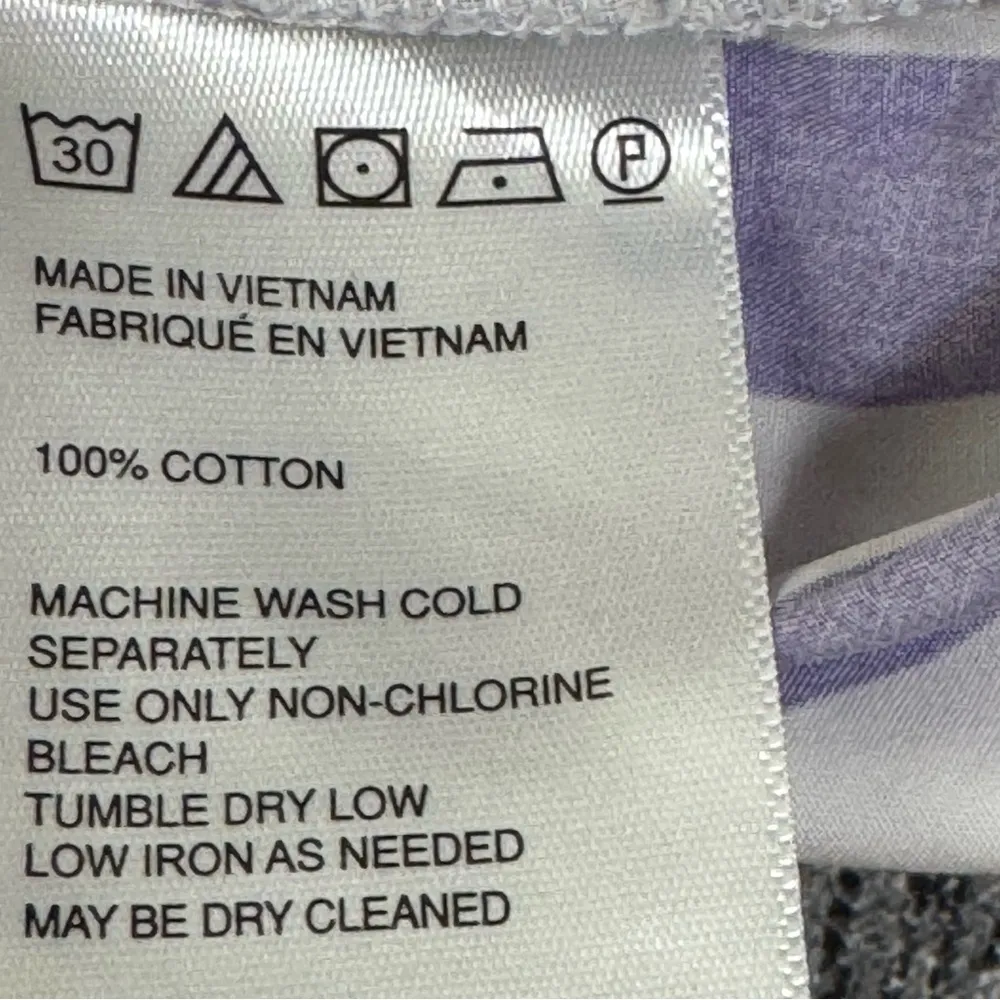 30 P
MADE IN VIETNAM
FABRIQUÉ EN VIETNAM
100% COTTON
MACHINE WASH COLD
SEPARATELY
USE ONLY NON-CHLORINE
BLEACH
TUMBLE DRY LOW
LOW IRON AS NEEDED
MAY BE DRY CLEANED